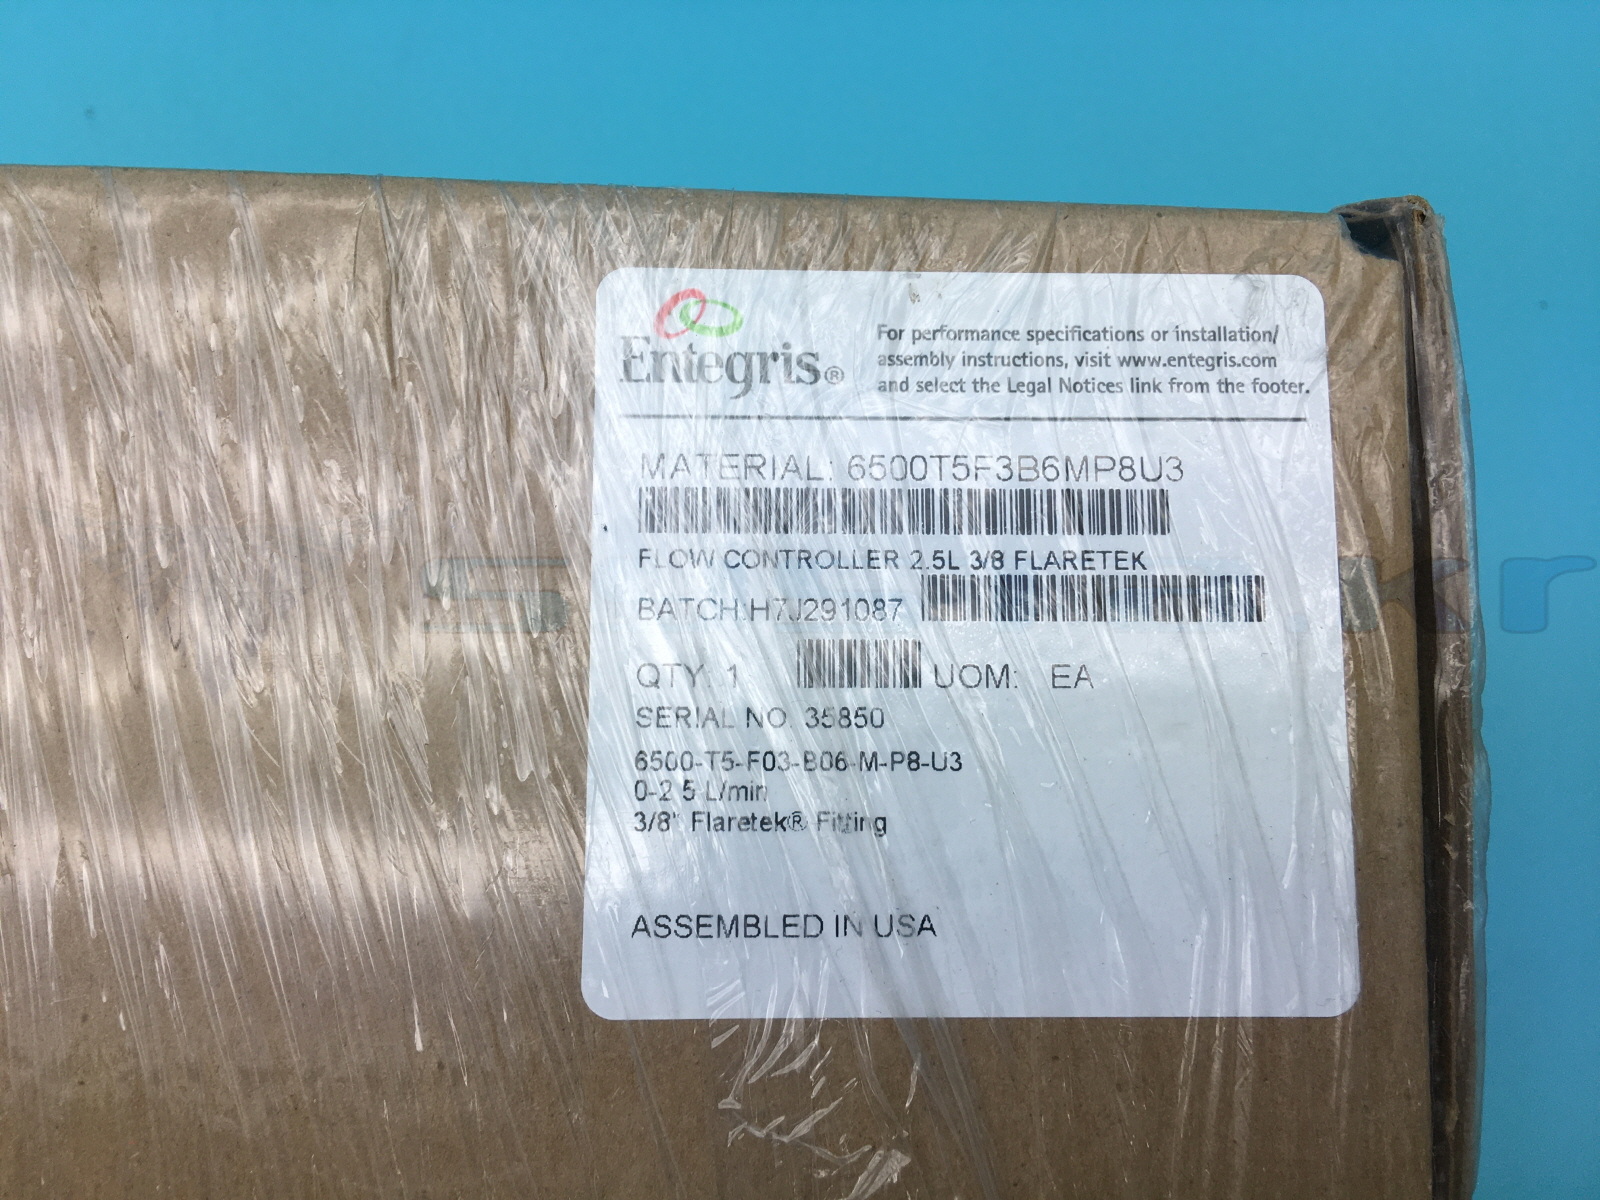 Entegris®
For performance specifications or installation/
assembly instructions, visit www.entegris.com
and select the Legal Notices link from the footer.
MATERIAL: 6500T5F3B6MP8U3
FLOW CONTROLLER 2.5L 3/8 FLARETEK
BATCH:H7J291087
QTY: 1 UOM: EA
SERIAL NO. 35850
6500-T5-F03-B06-M-P8-U3
0-2.5 L/min
3/8" Flaretek® Fitting
ASSEMBLED IN USA